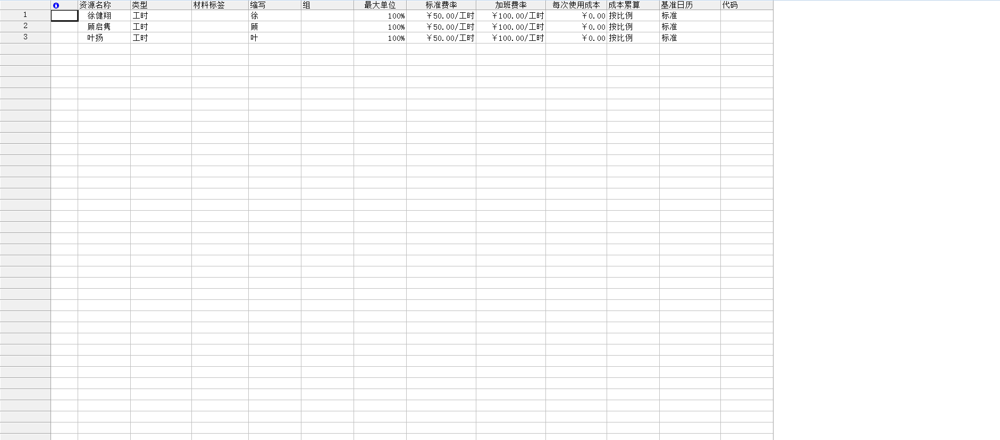 资源名称 类型 材料标签 缩写 组 最大单位 标准费率 加班费率 每次使用成本 成本累算 基准日历 代码
1 徐健翔 工时 徐 100% ￥50.00/工时 ￥100.00/工时 ￥0.00 按比例 标准
2 顾启隽 工时 顾 100% ￥50.00/工时 ￥100.00/工时 ￥0.00 按比例 标准
3 叶扬 工时 叶 100% ￥50.00/工时 ￥100.00/工时 ￥0.00 按比例 标准